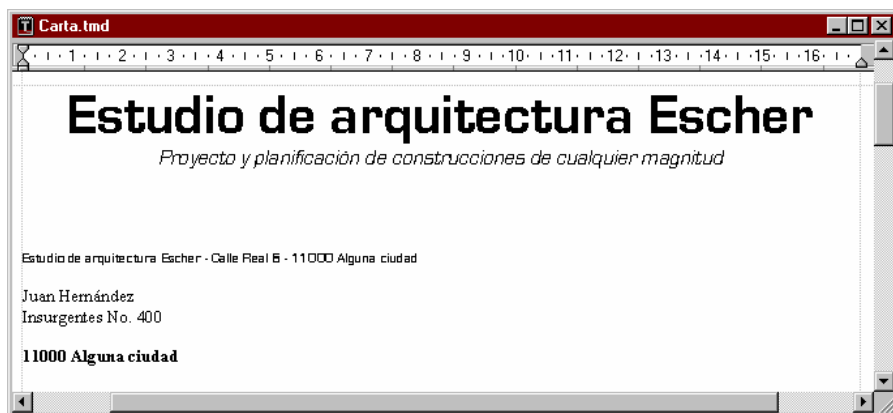 Carta.tmd
1 2 3 4 5 6 7 8 9 10 11 12 13 14 15 16
Estudio de arquitectura Escher
Proyecto y planificación de construcciones de cualquier magnitud
Estudio de arquitectura Escher - Calle Real 5 - 11000 Alguna ciudad
Juan Hernández
Insurgentes No. 400
11000 Alguna ciudad